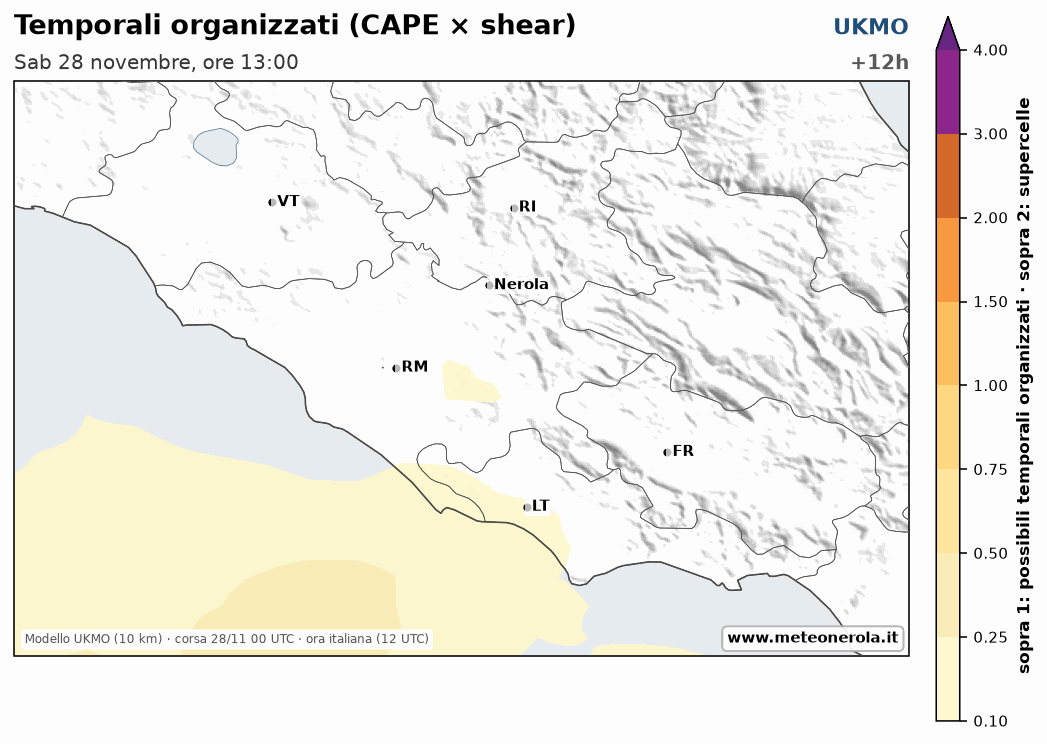 Temporali organizzati (CAPE × shear)
UKMO
Sab 28 novembre, ore 13:00
+12h
VT
RI
Nerola
RM
FR
LT
Modello UKMO (10 km) · corsa 28/11 00 UTC · ora italiana (12 UTC)
www.meteonerola.it
4.00
3.00
2.00
1.50
1.00
0.75
0.50
0.25
0.10
sopra 1: possibili temporali organizzati · sopra 2: supercelle